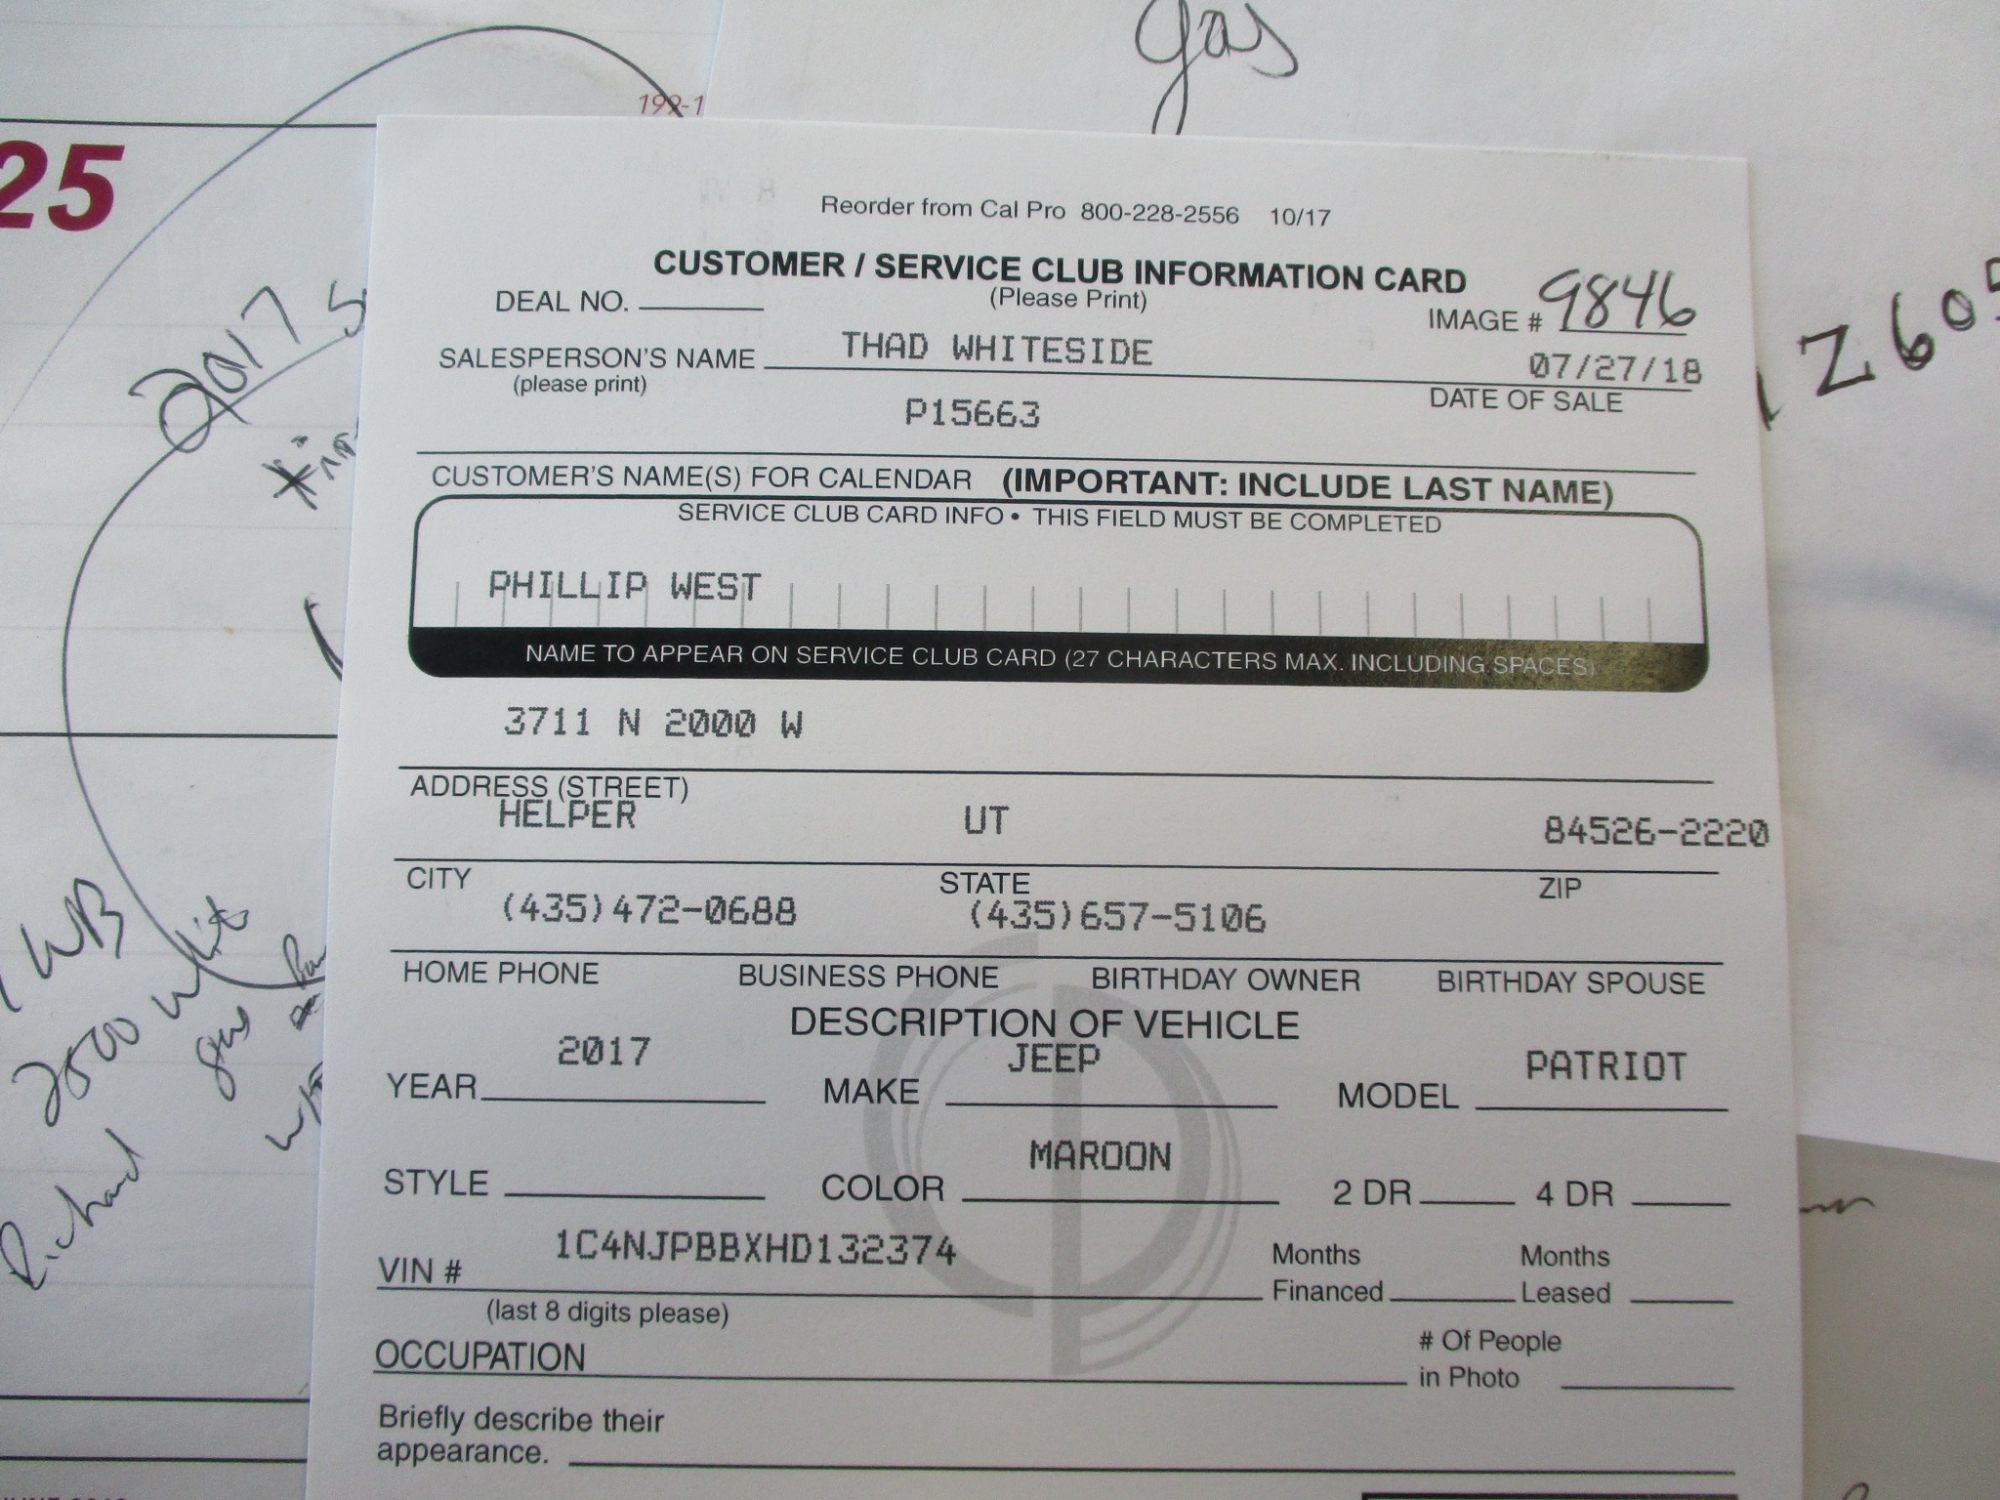 gas
199-1
25
2017
Reorder from Cal Pro 800-228-2556 10/17
CUSTOMER / SERVICE CLUB INFORMATION CARD
(Please Print)
DEAL NO.
IMAGE # 9846
SALESPERSON'S NAME THAD WHITESIDE 07/27/18
(please print) DATE OF SALE
P15663
CUSTOMER'S NAME(S) FOR CALENDAR (IMPORTANT: INCLUDE LAST NAME)
SERVICE CLUB CARD INFO • THIS FIELD MUST BE COMPLETED
PHILLIP WEST
NAME TO APPEAR ON SERVICE CLUB CARD (27 CHARACTERS MAX. INCLUDING SPACES)
3711 N 2000 W
ADDRESS (STREET)
HELPER UT 84526-2220
CITY STATE ZIP
(435)472-0688 (435)657-5106
HOME PHONE BUSINESS PHONE BIRTHDAY OWNER BIRTHDAY SPOUSE
DESCRIPTION OF VEHICLE
YEAR 2017 MAKE JEEP MODEL PATRIOT
STYLE COLOR MAROON 2 DR 4 DR
VIN # 1C4NJPBBXHD132374 Months Financed Months Leased
(last 8 digits please)
OCCUPATION # Of People in Photo
Briefly describe their
appearance.
WB
2500 White
gas
Richard